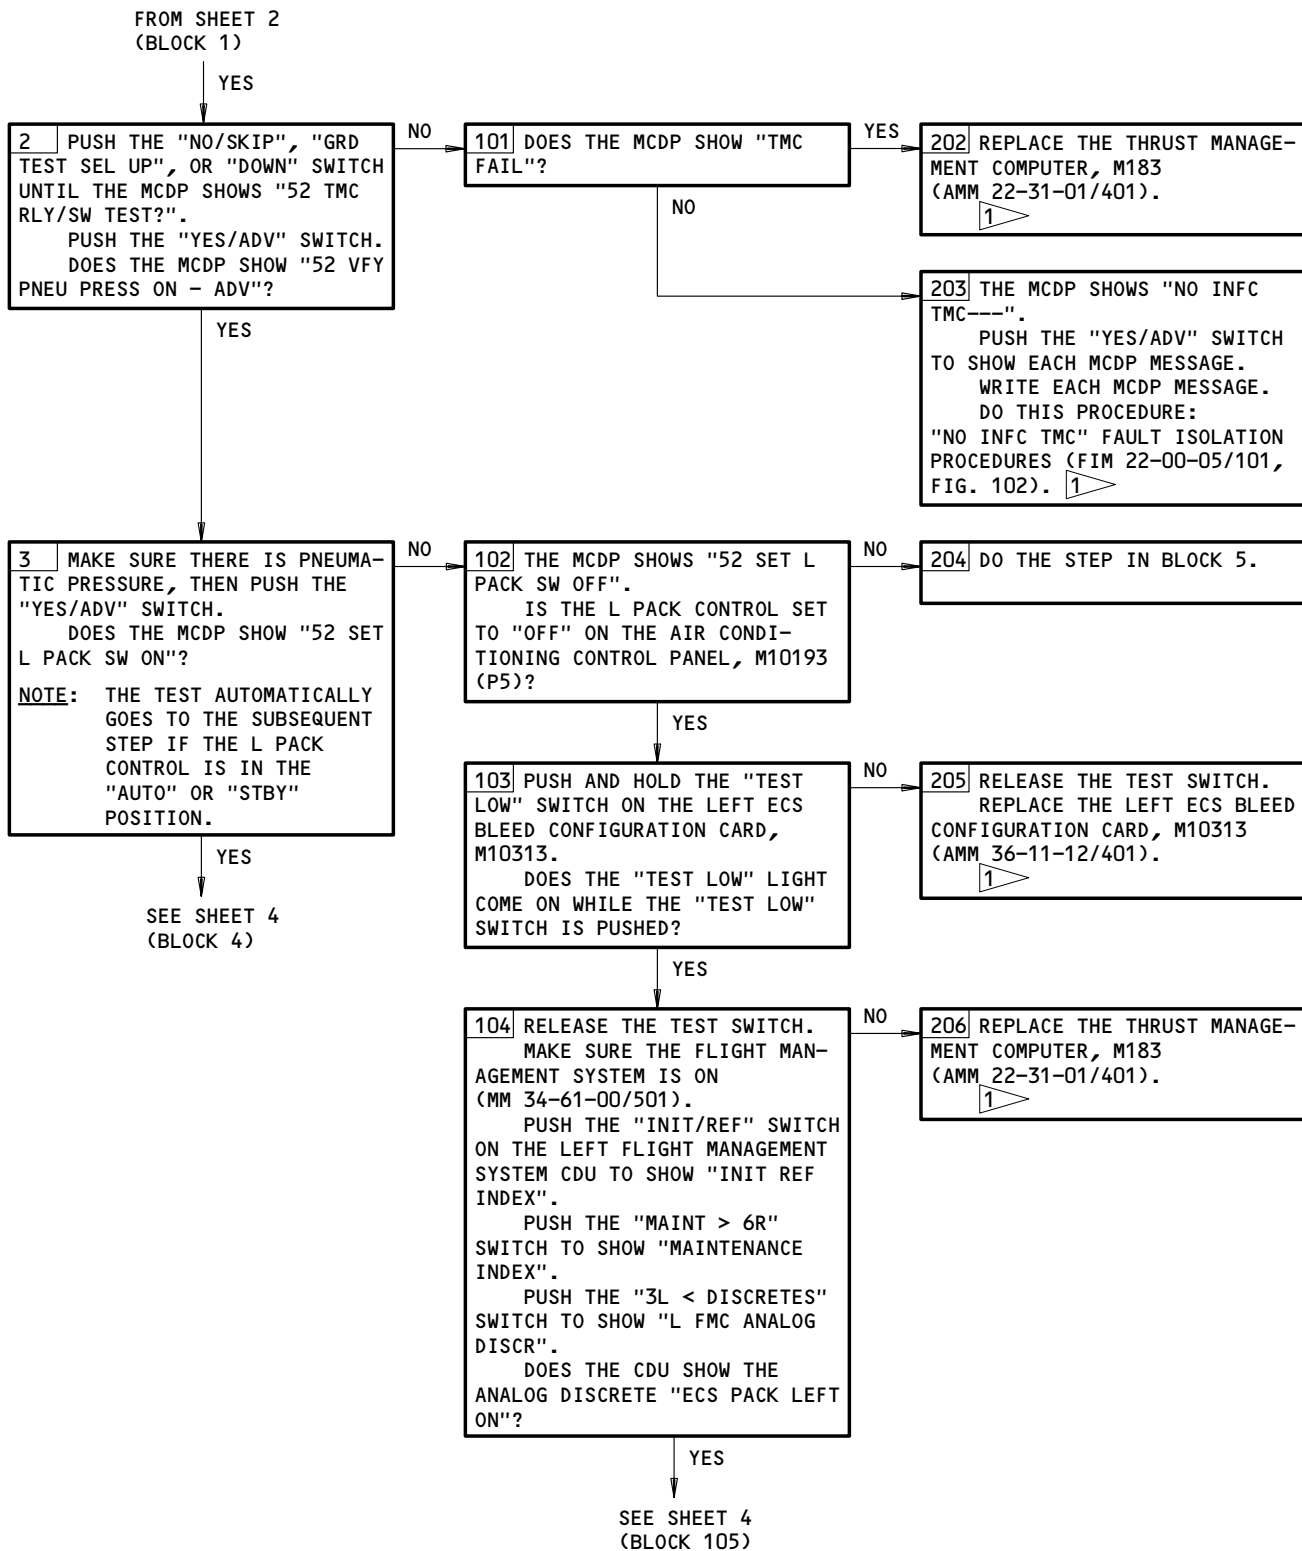 FROM SHEET 2
(BLOCK 1)
YES
2 PUSH THE "NO/SKIP", "GRD
TEST SEL UP", OR "DOWN" SWITCH
UNTIL THE MCDP SHOWS "52 TMC
RLY/SW TEST?".
PUSH THE "YES/ADV" SWITCH.
DOES THE MCDP SHOW "52 VFY
PNEU PRESS ON – ADV"?
NO
101 DOES THE MCDP SHOW "TMC
FAIL"?
YES
202 REPLACE THE THRUST MANAGE–
MENT COMPUTER, M183
(AMM 22–31–01/401).
1
NO
203 THE MCDP SHOWS "NO INFC
TMC–––".
PUSH THE "YES/ADV" SWITCH
TO SHOW EACH MCDP MESSAGE.
WRITE EACH MCDP MESSAGE.
DO THIS PROCEDURE:
"NO INFC TMC" FAULT ISOLATION
PROCEDURES (FIM 22–00–05/101,
FIG. 102). 1
YES
3 MAKE SURE THERE IS PNEUMA–
TIC PRESSURE, THEN PUSH THE
"YES/ADV" SWITCH.
DOES THE MCDP SHOW "52 SET
L PACK SW ON"?
NOTE: THE TEST AUTOMATICALLY
GOES TO THE SUBSEQUENT
STEP IF THE L PACK
CONTROL IS IN THE
"AUTO" OR "STBY"
POSITION.
YES
SEE SHEET 4
(BLOCK 4)
NO
102 THE MCDP SHOWS "52 SET L
PACK SW OFF".
IS THE L PACK CONTROL SET
TO "OFF" ON THE AIR CONDI–
TIONING CONTROL PANEL, M10193
(P5)?
NO
204 DO THE STEP IN BLOCK 5.
YES
103 PUSH AND HOLD THE "TEST
LOW" SWITCH ON THE LEFT ECS
BLEED CONFIGURATION CARD,
M10313.
DOES THE "TEST LOW" LIGHT
COME ON WHILE THE "TEST LOW"
SWITCH IS PUSHED?
NO
205 RELEASE THE TEST SWITCH.
REPLACE THE LEFT ECS BLEED
CONFIGURATION CARD, M10313
(AMM 36–11–12/401).
1
YES
104 RELEASE THE TEST SWITCH.
MAKE SURE THE FLIGHT MAN–
AGEMENT SYSTEM IS ON
(MM 34–61–00/501).
PUSH THE "INIT/REF" SWITCH
ON THE LEFT FLIGHT MANAGEMENT
SYSTEM CDU TO SHOW "INIT REF
INDEX".
PUSH THE "MAINT > 6R"
SWITCH TO SHOW "MAINTENANCE
INDEX".
PUSH THE "3L < DISCRETES"
SWITCH TO SHOW "L FMC ANALOG
DISCR".
DOES THE CDU SHOW THE
ANALOG DISCRETE "ECS PACK LEFT
ON"?
NO
206 REPLACE THE THRUST MANAGE–
MENT COMPUTER, M183
(AMM 22–31–01/401).
1
YES
SEE SHEET 4
(BLOCK 105)